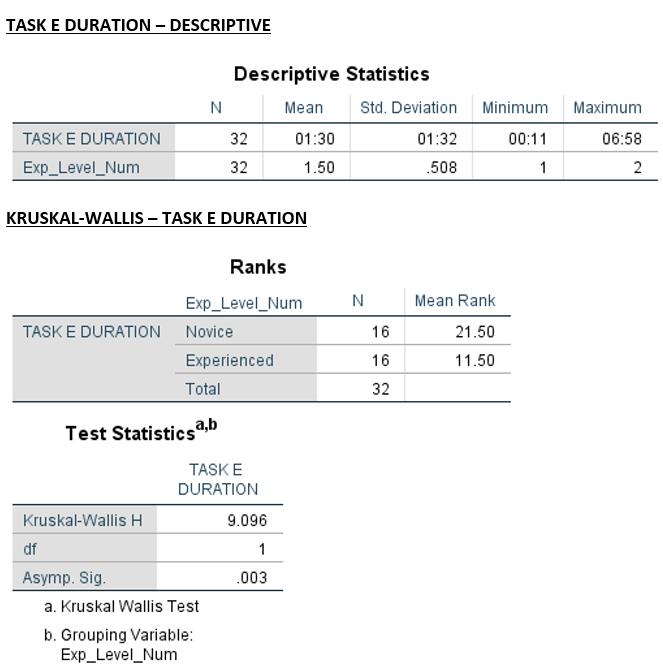 TASK E DURATION – DESCRIPTIVE
Descriptive Statistics
N Mean Std. Deviation Minimum Maximum
TASK E DURATION 32 01:30 01:32 00:11 06:58
Exp_Level_Num 32 1.50 .508 1 2
KRUSKAL-WALLIS – TASK E DURATION
Ranks
Exp_Level_Num N Mean Rank
TASK E DURATION Novice 16 21.50
Experienced 16 11.50
Total 32
Test Statistics^a,b
TASK E
DURATION
Kruskal-Wallis H 9.096
df 1
Asymp. Sig. .003
a. Kruskal Wallis Test
b. Grouping Variable:
Exp_Level_Num